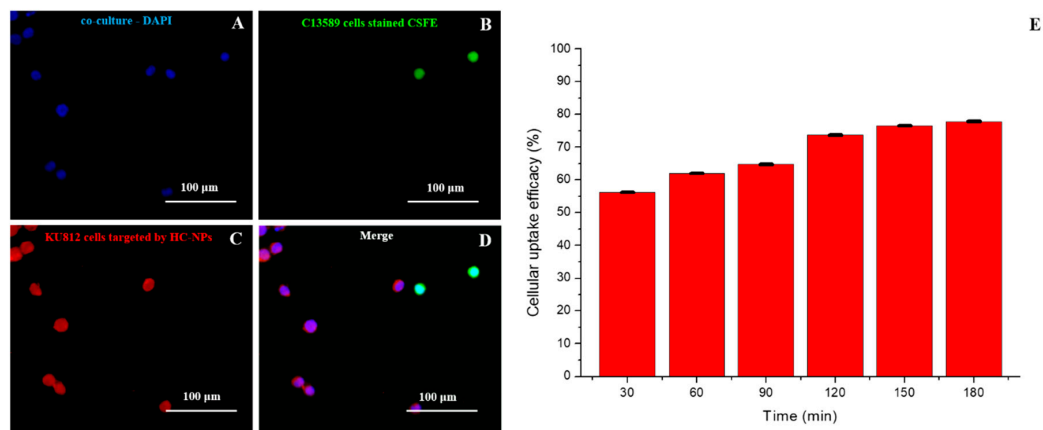 co-culture - DAPI A
C13589 cells stained CSFE B
100 µm
100 µm
KU812 cells targeted by HC-NPs C
Merge D
100 µm
100 µm
E
Cellular uptake efficacy (%)
100
90
80
70
60
50
40
30
20
10
0
30 60 90 120 150 180
Time (min)